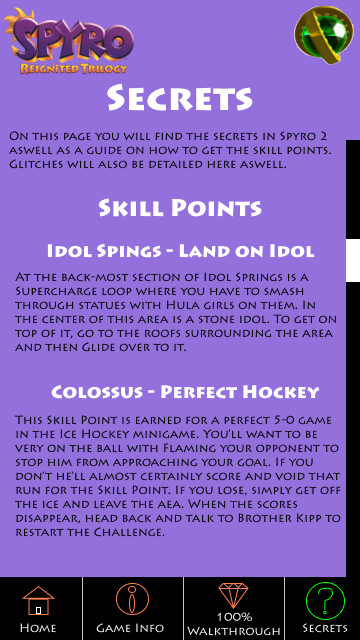 SPYRO
REIGNITED TRILOGY
SECRETS
ON THIS PAGE YOU WILL FIND THE SECRETS IN SPYRO 2
ASWELL AS A GUIDE ON HOW TO GET THE SKILL POINTS.
GLITCHES WILL ALSO BE DETAILED HERE ASWELL.
SKILL POINTS
IDOL SPINGS - LAND ON IDOL
AT THE BACK-MOST SECTION OF IDOL SPRINGS IS A
SUPERCHARGE LOOP WHERE YOU HAVE TO SMASH
THROUGH STATUES WITH HULA GIRLS ON THEM. IN
THE CENTER OF THIS AREA IS A STONE IDOL. TO GET ON
TOP OF IT, GO TO THE ROOFS SURROUNDING THE AREA
AND THEN GLIDE OVER TO IT.
COLOSSUS - PERFECT HOCKEY
THIS SKILL POINT IS EARNED FOR A PERFECT 5-0 GAME
IN THE ICE HOCKEY MINIGAME. YOU'LL WANT TO BE
VERY ON THE BALL WITH FLAMING YOUR OPPONENT TO
STOP HIM FROM APPROACHING YOUR GOAL. IF YOU
DON'T HE'LL ALMOST CERTAINLY SCORE AND VOID THAT
RUN FOR THE SKILL POINT. IF YOU LOSE, SIMPLY GET OFF
THE ICE AND LEAVE THE AEA. WHEN THE SCORES
DISAPPEAR, HEAD BACK AND TALK TO BROTHER KIPP TO
RESTART THE CHALLENGE.
HOME
GAME INFO
100%
WALKTHROUGH
?
SECRETS